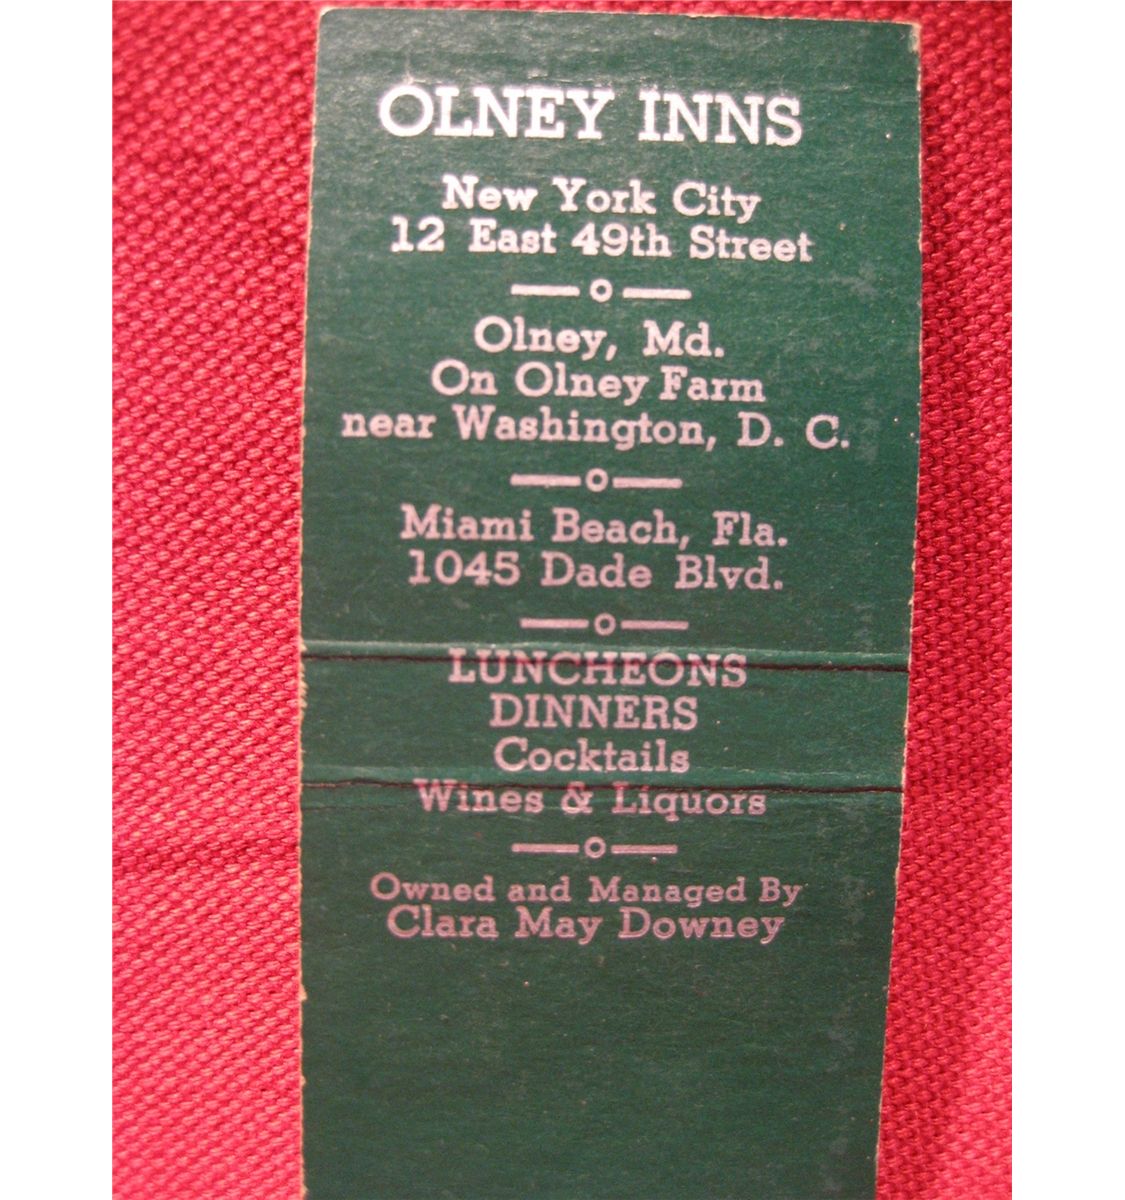 OLNEY INNS
New York City
12 East 49th Street
Olney, Md.
On Olney Farm
near Washington, D. C.
Miami Beach, Fla.
1045 Dade Blvd.
LUNCHEONS
DINNERS
Cocktails
Wines & Liquors
Owned and Managed By
Clara May Downey